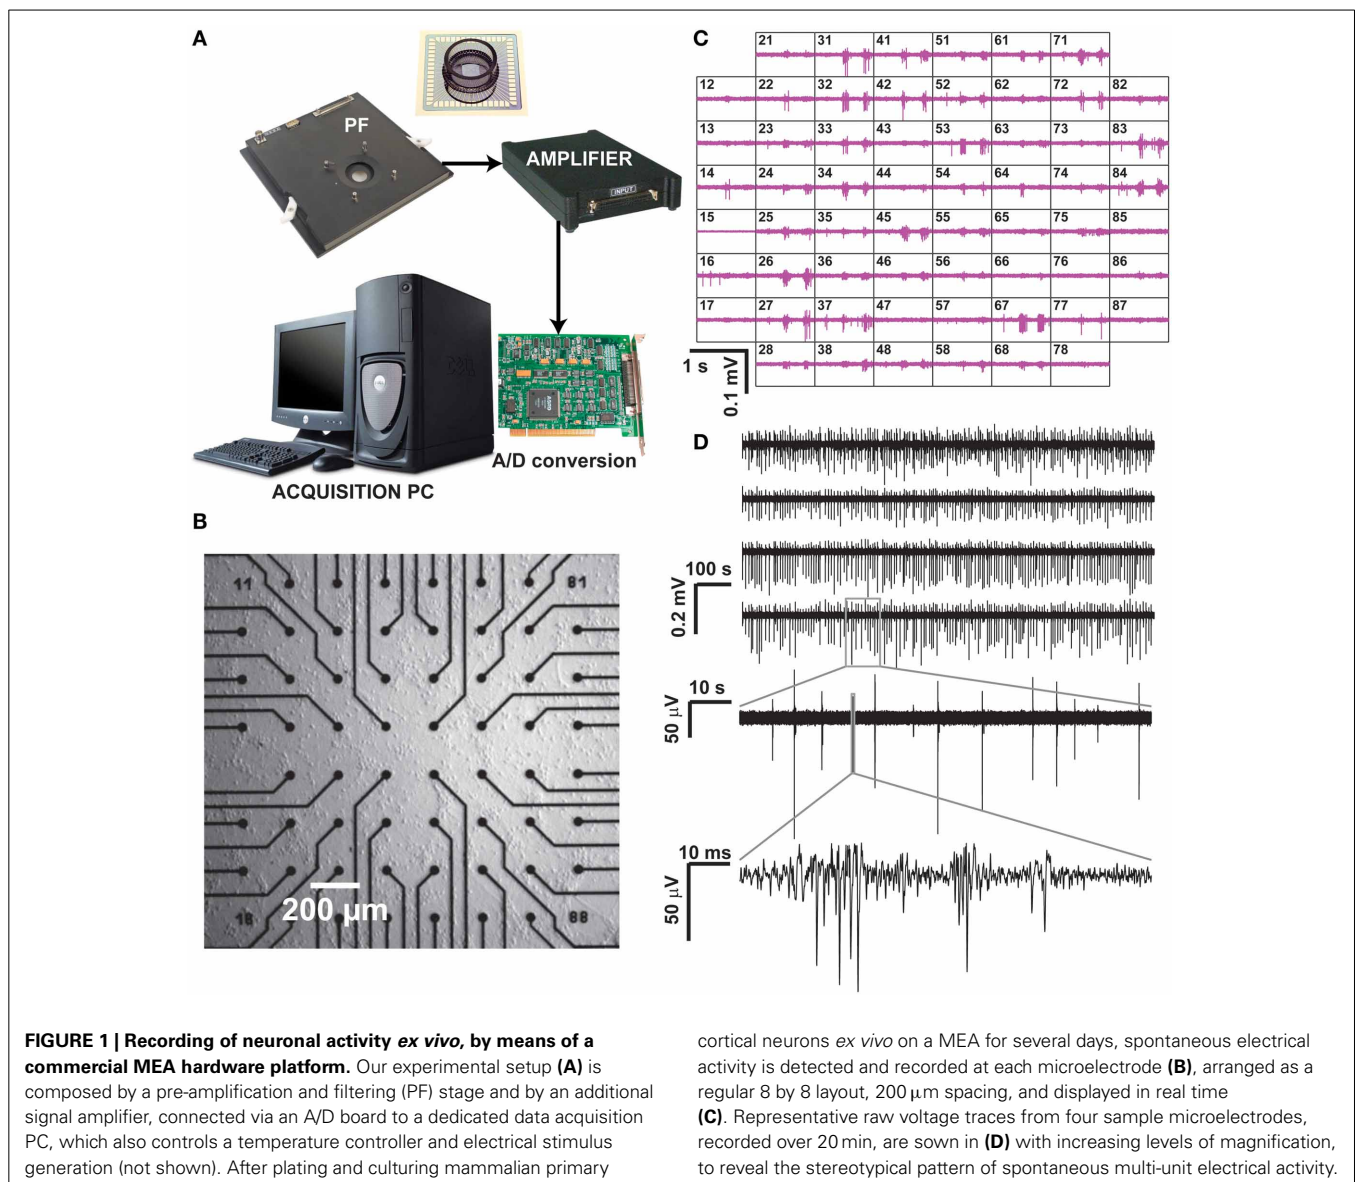 A
PF
AMPLIFIER
INPUT
A/D conversion
ACQUISITION PC
B
11
81
18
88
200 µm
C
21 31 41 51 61 71
12 22 32 42 52 62 72 82
13 23 33 43 53 63 73 83
14 24 34 44 54 64 74 84
15 25 35 45 55 65 75 85
16 26 36 46 56 66 76 86
17 27 37 47 57 67 77 87
28 38 48 58 68 78
1 s
0.1 mV
D
100 s
0.2 mV
10 s
50 µV
10 ms
50 µV
FIGURE 1 | Recording of neuronal activity ex vivo, by means of a
commercial MEA hardware platform. Our experimental setup (A) is
composed by a pre-amplification and filtering (PF) stage and by an additional
signal amplifier, connected via an A/D board to a dedicated data acquisition
PC, which also controls a temperature controller and electrical stimulus
generation (not shown). After plating and culturing mammalian primary
cortical neurons ex vivo on a MEA for several days, spontaneous electrical
activity is detected and recorded at each microelectrode (B), arranged as a
regular 8 by 8 layout, 200 µm spacing, and displayed in real time
(C). Representative raw voltage traces from four sample microelectrodes,
recorded over 20 min, are sown in (D) with increasing levels of magnification,
to reveal the stereotypical pattern of spontaneous multi-unit electrical activity.